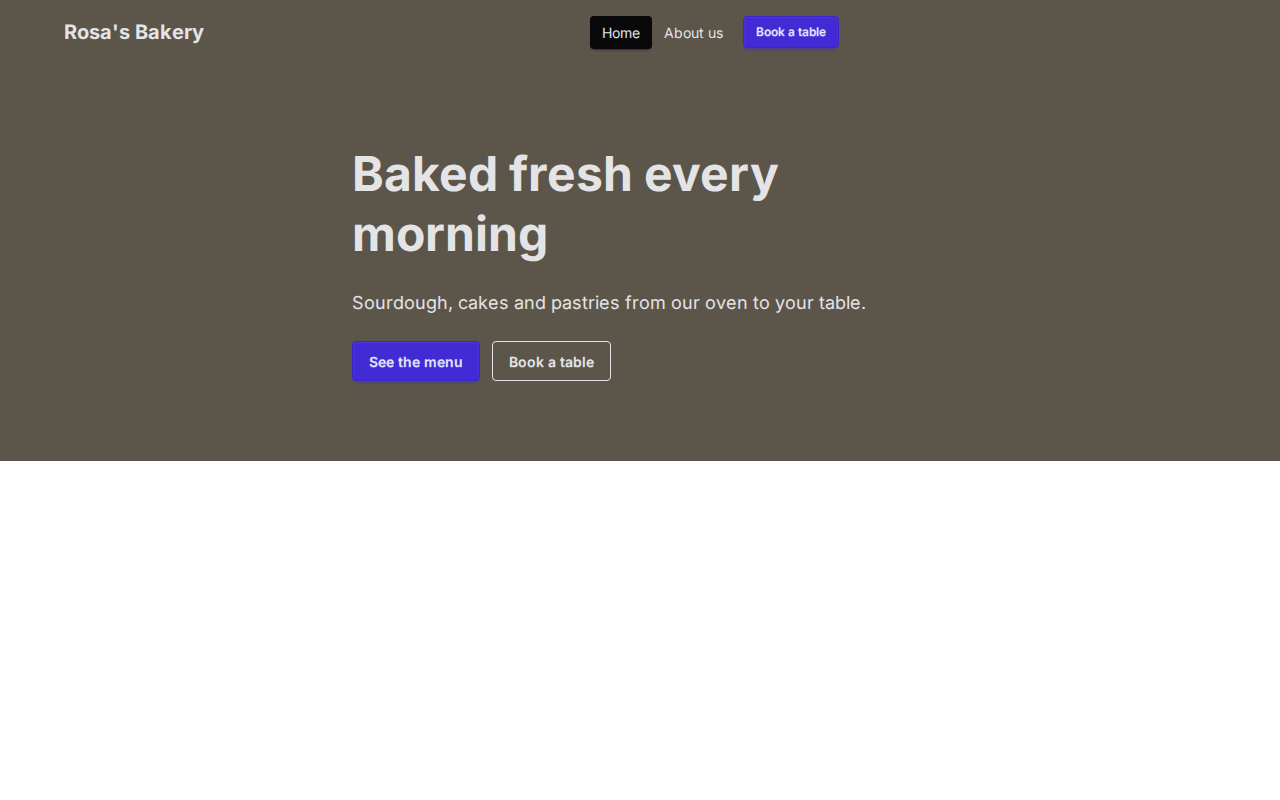 Rosa's Bakery
Home
About us
Book a table
Baked fresh every
morning
Sourdough, cakes and pastries from our oven to your table.
See the menu
Book a table